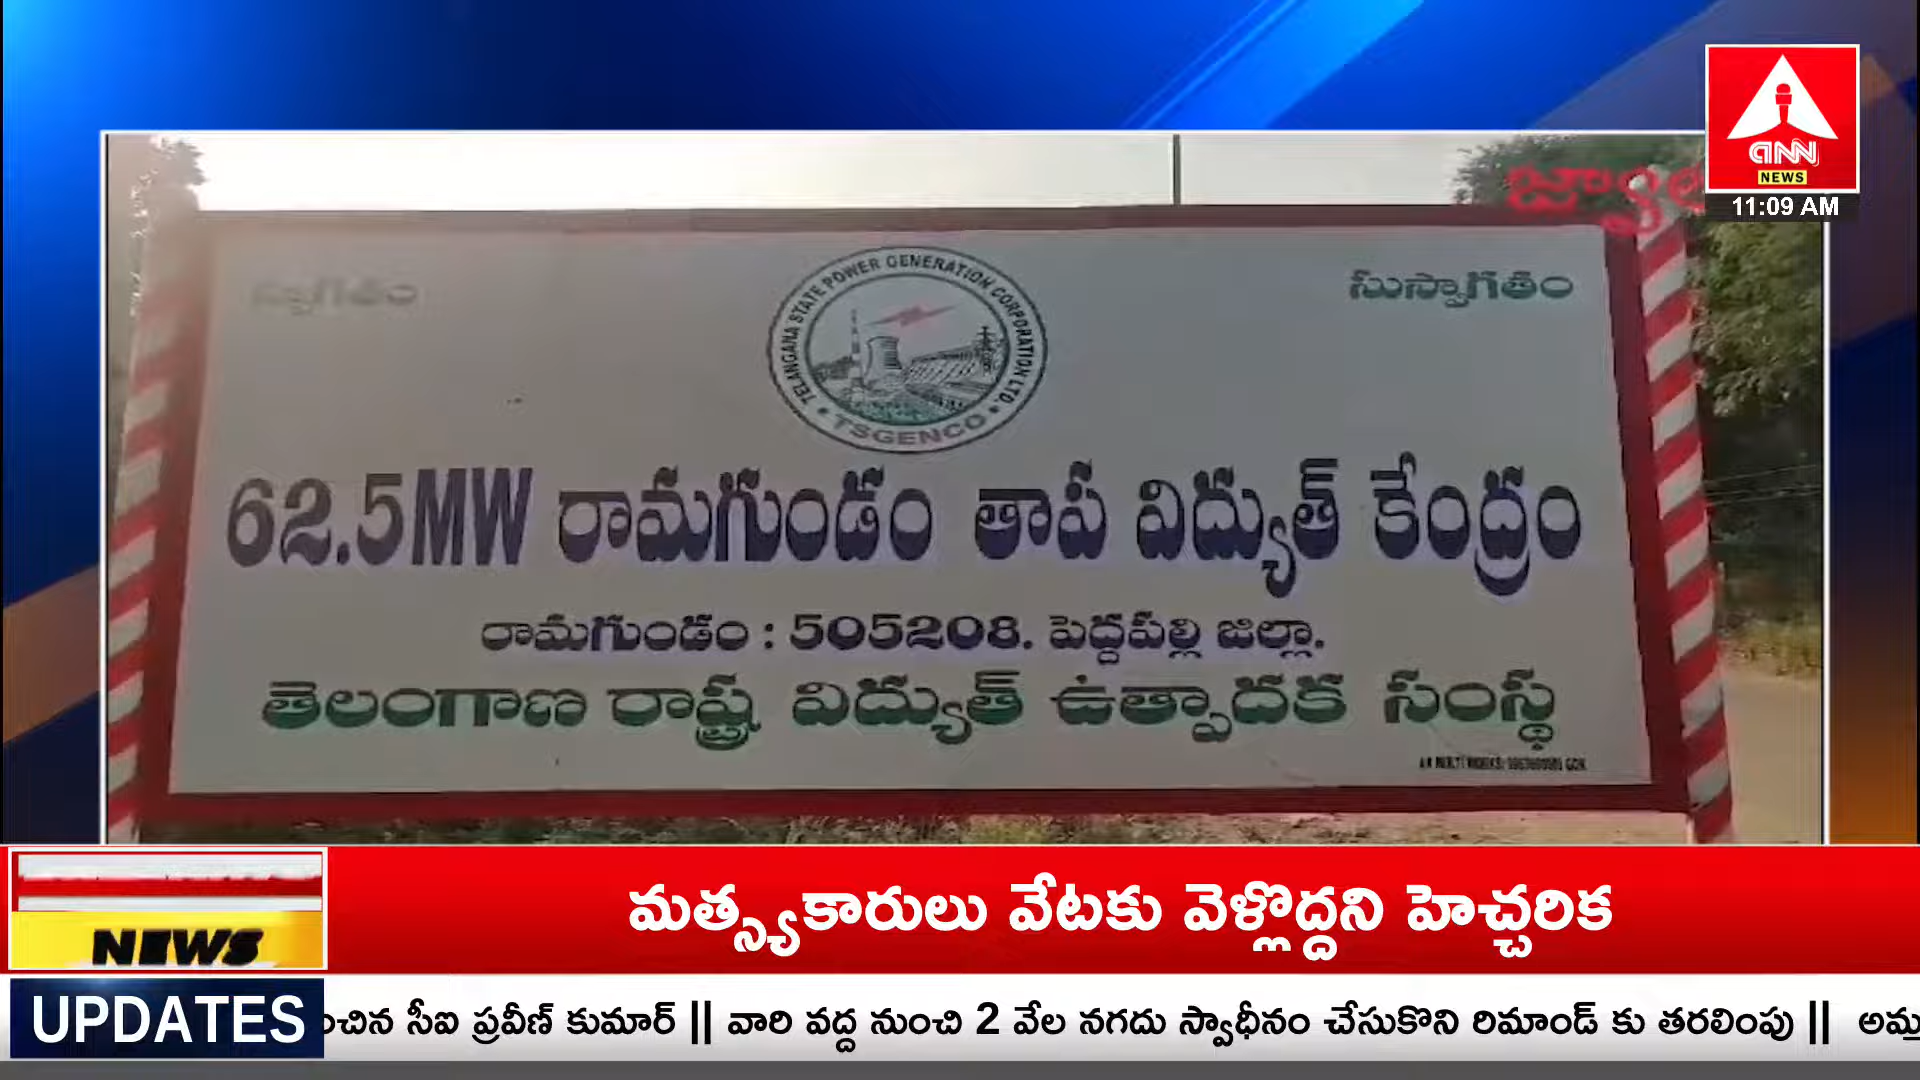 ANN
NEWS
11:09 AM
స్వాగతం
సుస్వాగతం
TELANGANA STATE POWER GENERATION CORPORATION LTD.
TSGENCO
62.5MW రామగుండం తాప విద్యుత్ కేంద్రం
రామగుండం : 505208. పెద్దపల్లి జిల్లా.
తెలంగాణ రాష్ట్ర విద్యుత్ ఉత్పాదక సంస్థ
NEWS
మత్స్యకారులు వేటకు వెళ్లొద్దని హెచ్చరిక
UPDATES
ంచిన సీఐ ప్రవీణ్ కుమార్ || వారి వద్ద నుంచి 2 వేల నగదు స్వాధీనం చేసుకొని రిమాండ్ కు తరలింపు ||